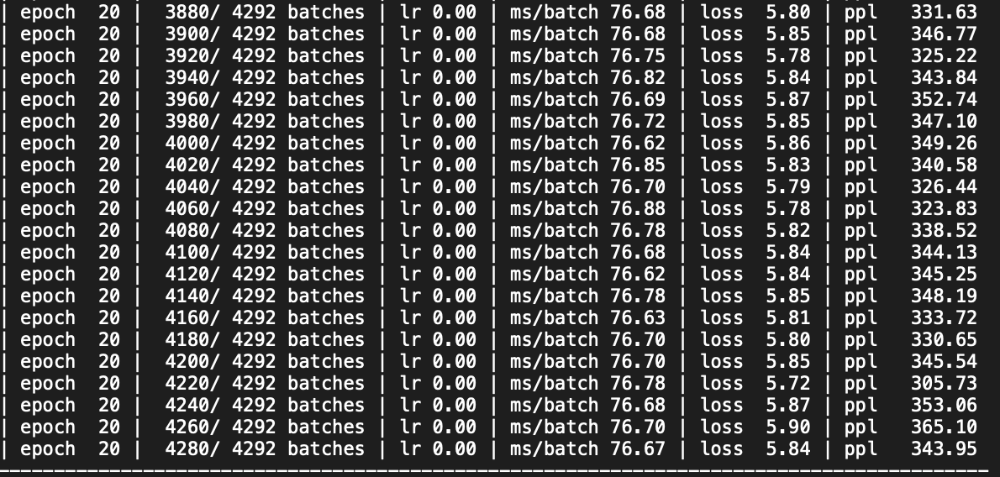 | epoch  20 |  3880/ 4292 batches | lr 0.00 | ms/batch 76.68 | loss  5.80 | ppl   331.63
| epoch  20 |  3900/ 4292 batches | lr 0.00 | ms/batch 76.68 | loss  5.85 | ppl   346.77
| epoch  20 |  3920/ 4292 batches | lr 0.00 | ms/batch 76.75 | loss  5.78 | ppl   325.22
| epoch  20 |  3940/ 4292 batches | lr 0.00 | ms/batch 76.82 | loss  5.84 | ppl   343.84
| epoch  20 |  3960/ 4292 batches | lr 0.00 | ms/batch 76.69 | loss  5.87 | ppl   352.74
| epoch  20 |  3980/ 4292 batches | lr 0.00 | ms/batch 76.72 | loss  5.85 | ppl   347.10
| epoch  20 |  4000/ 4292 batches | lr 0.00 | ms/batch 76.62 | loss  5.86 | ppl   349.26
| epoch  20 |  4020/ 4292 batches | lr 0.00 | ms/batch 76.85 | loss  5.83 | ppl   340.58
| epoch  20 |  4040/ 4292 batches | lr 0.00 | ms/batch 76.70 | loss  5.79 | ppl   326.44
| epoch  20 |  4060/ 4292 batches | lr 0.00 | ms/batch 76.88 | loss  5.78 | ppl   323.83
| epoch  20 |  4080/ 4292 batches | lr 0.00 | ms/batch 76.78 | loss  5.82 | ppl   338.52
| epoch  20 |  4100/ 4292 batches | lr 0.00 | ms/batch 76.68 | loss  5.84 | ppl   344.13
| epoch  20 |  4120/ 4292 batches | lr 0.00 | ms/batch 76.62 | loss  5.84 | ppl   345.25
| epoch  20 |  4140/ 4292 batches | lr 0.00 | ms/batch 76.78 | loss  5.85 | ppl   348.19
| epoch  20 |  4160/ 4292 batches | lr 0.00 | ms/batch 76.63 | loss  5.81 | ppl   333.72
| epoch  20 |  4180/ 4292 batches | lr 0.00 | ms/batch 76.70 | loss  5.80 | ppl   330.65
| epoch  20 |  4200/ 4292 batches | lr 0.00 | ms/batch 76.70 | loss  5.85 | ppl   345.54
| epoch  20 |  4220/ 4292 batches | lr 0.00 | ms/batch 76.78 | loss  5.72 | ppl   305.73
| epoch  20 |  4240/ 4292 batches | lr 0.00 | ms/batch 76.68 | loss  5.87 | ppl   353.06
| epoch  20 |  4260/ 4292 batches | lr 0.00 | ms/batch 76.70 | loss  5.90 | ppl   365.10
| epoch  20 |  4280/ 4292 batches | lr 0.00 | ms/batch 76.67 | loss  5.84 | ppl   343.95
-----------------------------------------------------------------------------------------